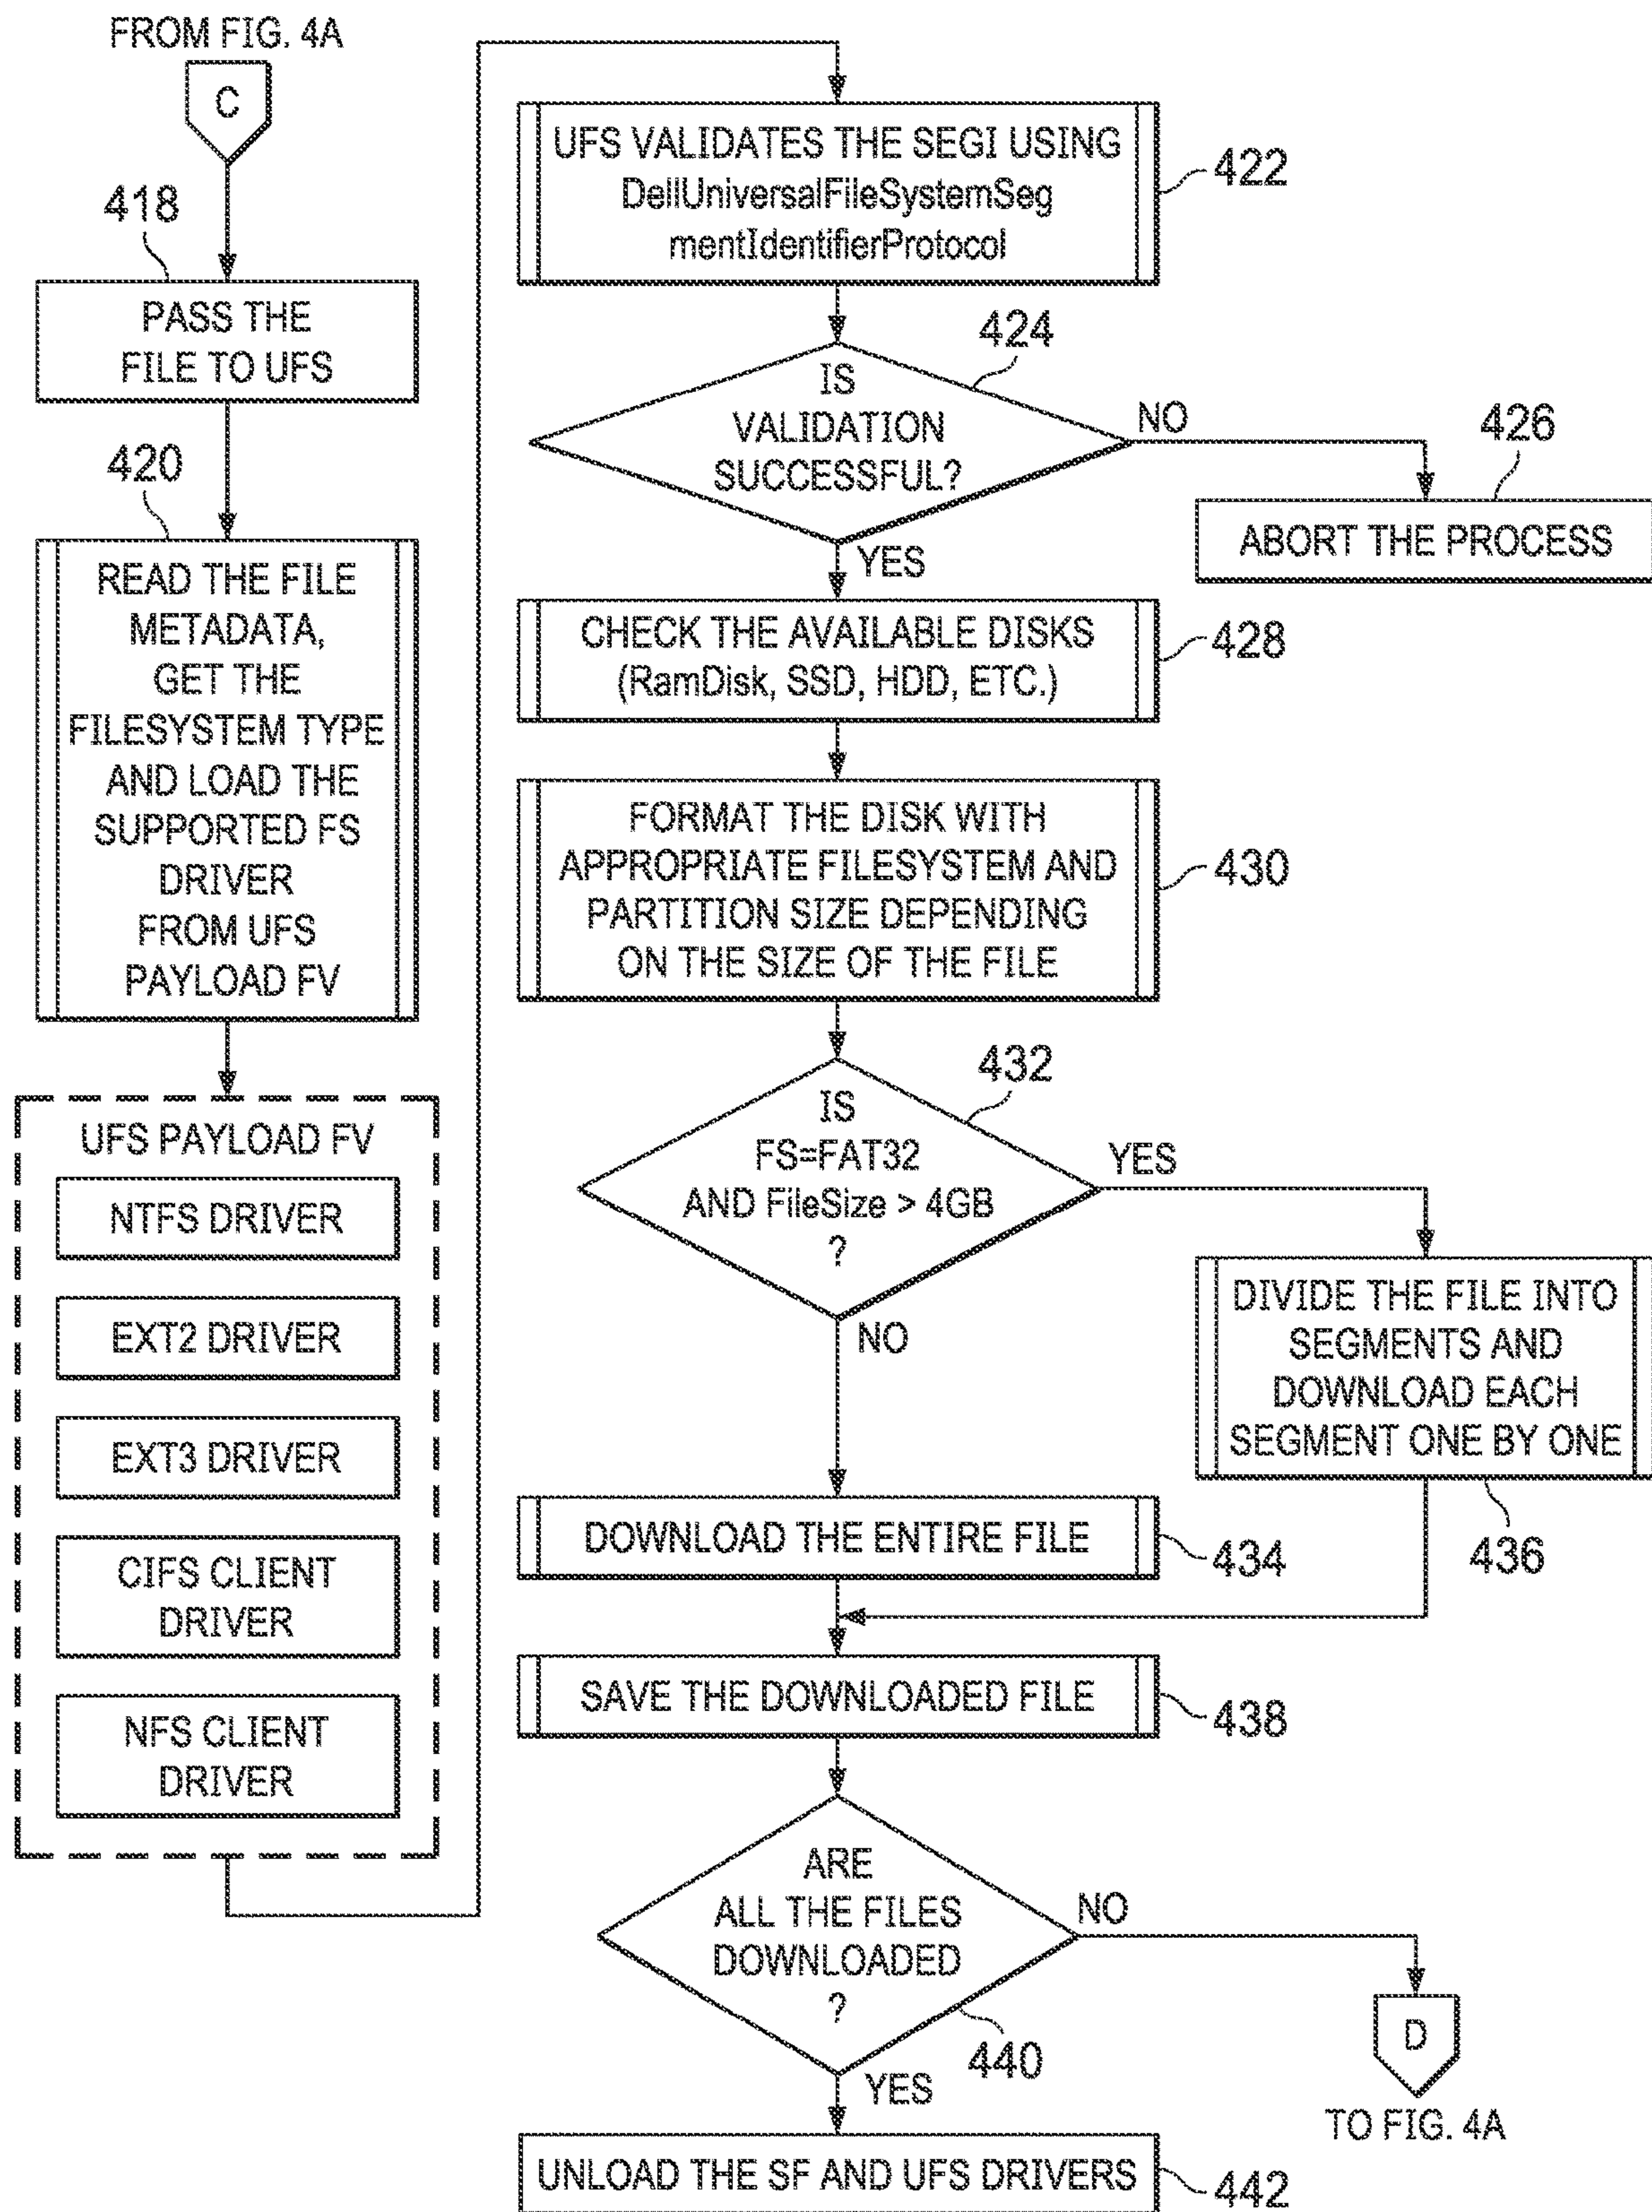 FROM FIG. 4A
C
418
PASS THE
FILE TO UFS
420
READ THE FILE
METADATA,
GET THE
FILESYSTEM TYPE
AND LOAD THE
SUPPORTED FS
DRIVER
FROM UFS
PAYLOAD FV
UFS PAYLOAD FV
NTFS DRIVER
EXT2 DRIVER
EXT3 DRIVER
CIFS CLIENT
DRIVER
NFS CLIENT
DRIVER
UFS VALIDATES THE SEGI USING
DellUniversalFileSystemSeg
mentIdentifierProtocol
422
424
IS
VALIDATION
SUCCESSFUL?
NO
426
ABORT THE PROCESS
YES
CHECK THE AVAILABLE DISKS
(RamDisk, SSD, HDD, ETC.)
428
FORMAT THE DISK WITH
APPROPRIATE FILESYSTEM AND
PARTITION SIZE DEPENDING
ON THE SIZE OF THE FILE
430
432
IS
FS=FAT32
AND FileSize > 4GB
?
YES
NO
DIVIDE THE FILE INTO
SEGMENTS AND
DOWNLOAD EACH
SEGMENT ONE BY ONE
436
DOWNLOAD THE ENTIRE FILE
434
SAVE THE DOWNLOADED FILE
438
ARE
ALL THE FILES
DOWNLOADED
?
NO
440
D
TO FIG. 4A
YES
UNLOAD THE SF AND UFS DRIVERS
442